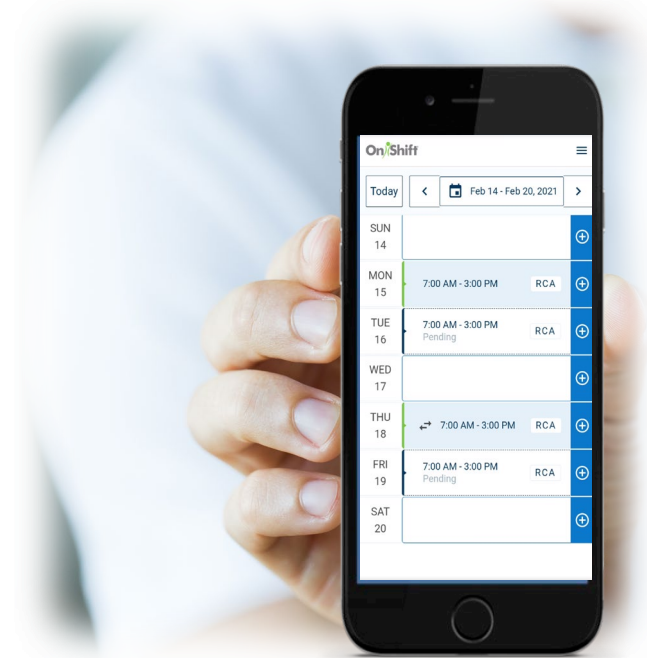 OnShift
Today
Feb 14 - Feb 20, 2021
SUN
14
MON
15
7:00 AM - 3:00 PM
RCA
TUE
16
7:00 AM - 3:00 PM
Pending
RCA
WED
17
THU
18
7:00 AM - 3:00 PM
RCA
FRI
19
7:00 AM - 3:00 PM
Pending
RCA
SAT
20